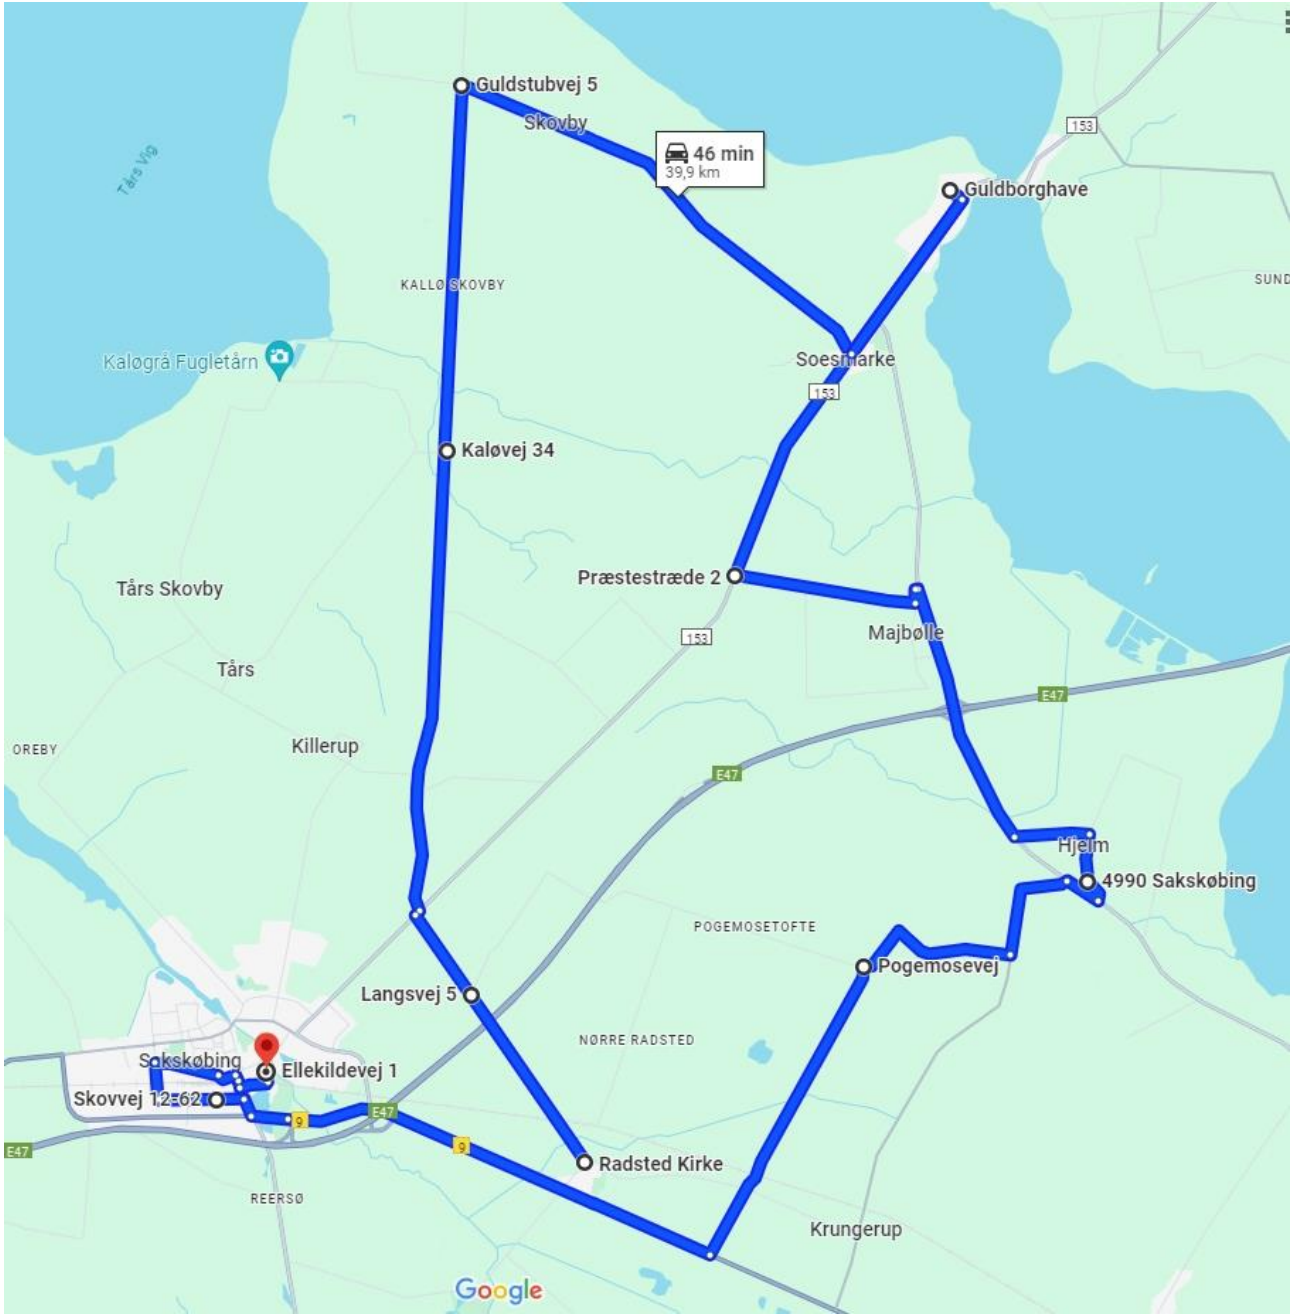 Guldstubvej 5
Skovby
153
46 min
39,9 km
Tårs Vig
Guldborghave
KALLØ SKOVBY
SUND
Kaløgrå Fugletårn
Soesmarke
153
Kaløvej 34
Præstestræde 2
Tårs Skovby
153
Majbølle
Tårs
E47
OREBY
Killerup
E47
Hjelm
4990 Sakskøbing
POGEMOSETOFTE
Pogemosevej
Langsvej 5
NØRRE RADSTED
Sakskøbing
Ellekildevej 1
Skovvej 12-62
E47
9
9
E47
Radsted Kirke
REERSØ
Krungerup
Google